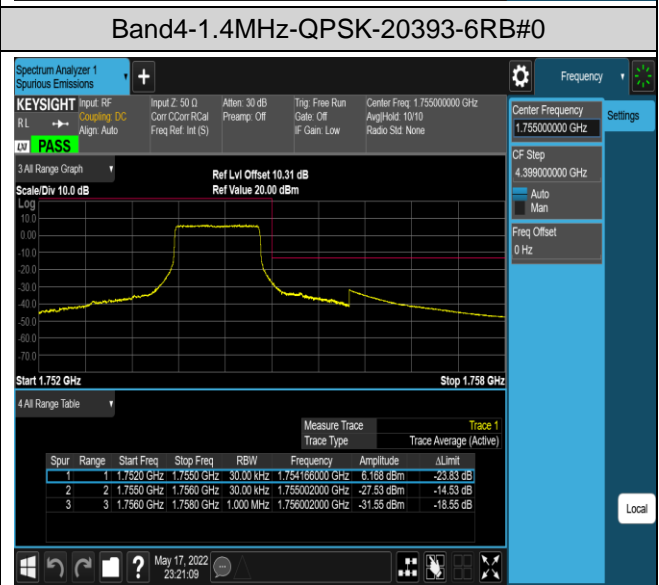 Band4-1.4MHz-QPSK-20393-6RB#0
Spectrum Analyzer 1
Spurious Emissions
Frequency
KEYSIGHT Input: RF Input Z: 50 Ω Atten: 30 dB Trig: Free Run Center Freq: 1.755000000 GHz
RL Coupling: DC Corr CCorr RCal Preamp: Off Gate: Off Avg|Hold: 10/10
Align: Auto Freq Ref: Int (S) IF Gain: Low Radio Std: None
PASS
Center Frequency
1.755000000 GHz
Settings
CF Step
4.399000000 GHz
Auto
Man
Freq Offset
0 Hz
3 All Range Graph
Ref Lvl Offset 10.31 dB
Scale/Div 10.0 dB Ref Value 20.00 dBm
Log
10.0
0.00
-10.0
-20.0
-30.0
-40.0
-50.0
-60.0
-70.0
Start 1.752 GHz Stop 1.758 GHz
4 All Range Table
Measure Trace Trace 1
Trace Type Trace Average (Active)
Spur Range Start Freq Stop Freq RBW Frequency Amplitude ΔLimit
1 1 1.7520 GHz 1.7550 GHz 30.00 kHz 1.754166000 GHz 6.168 dBm -23.83 dB
2 2 1.7550 GHz 1.7560 GHz 30.00 kHz 1.755002000 GHz -27.53 dBm -14.53 dB
3 3 1.7560 GHz 1.7580 GHz 1.000 MHz 1.756002000 GHz -31.55 dBm -18.55 dB
Local
May 17, 2022
23:21:09